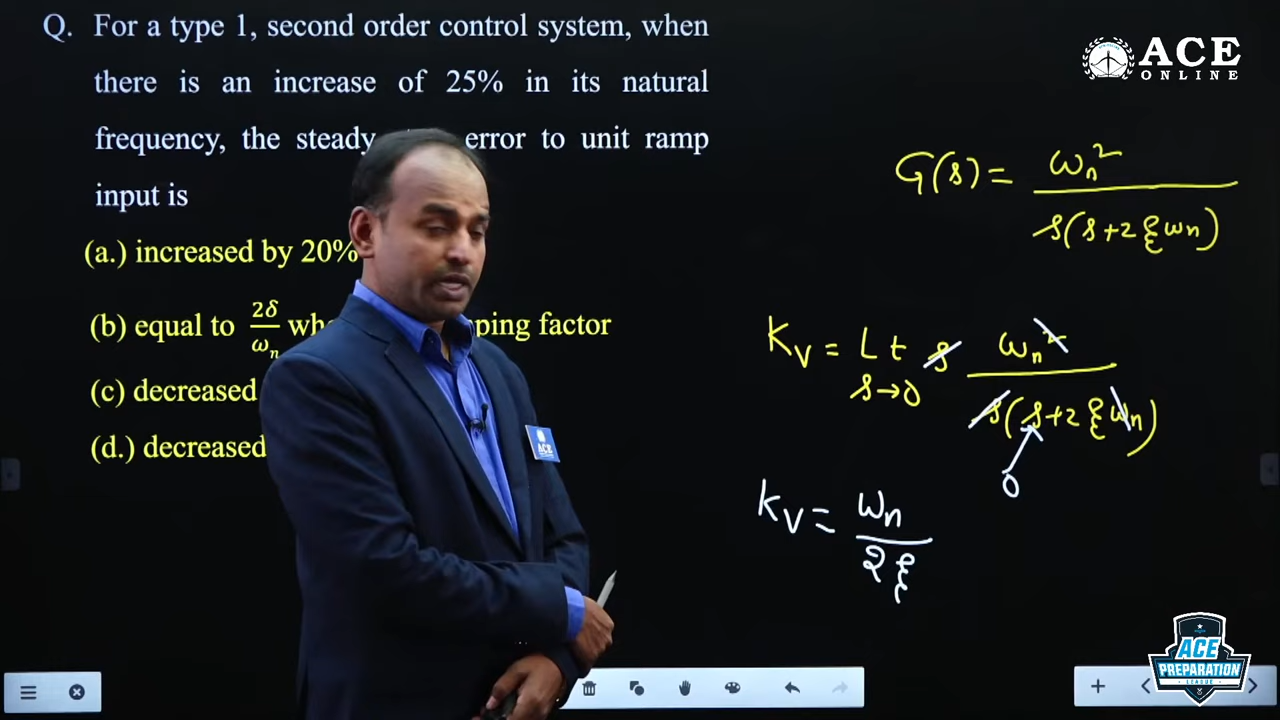 Q. For a type 1, second order control system, when
there is an increase of 25% in its natural
frequency, the steady error to unit ramp
input is
(a.) increased by 20%
(b) equal to 2δ/ωₙ factor
(c) decreased
(d.) decreased
ACE
ONLINE
G(s) = ωₙ² / s(s+2ξωₙ)
Kᵥ = Lt s→0 s ωₙ² / s(s+2ξωₙ)
0
Kᵥ = ωₙ / 2ξ
ACE
ACE
PREPARATION
LEAGUE